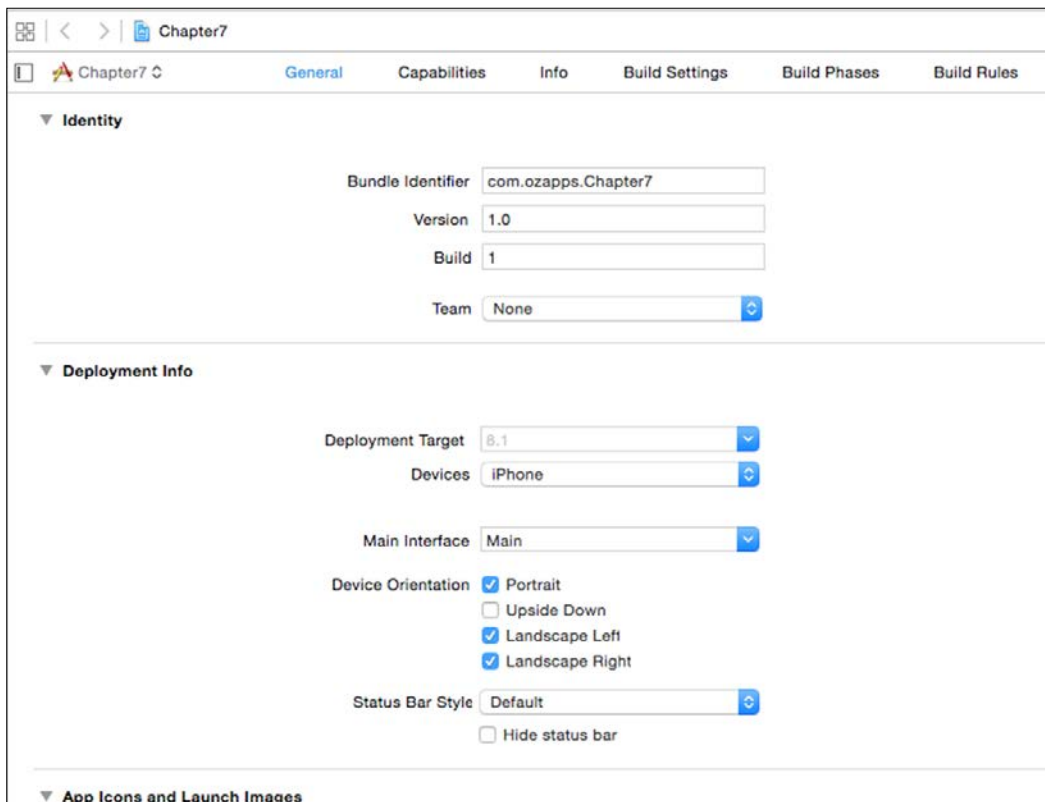 Chapter7
Chapter7 General Capabilities Info Build Settings Build Phases Build Rules
Identity
Bundle Identifier com.ozapps.Chapter7
Version 1.0
Build 1
Team None
Deployment Info
Deployment Target 8.1
Devices iPhone
Main Interface Main
Device Orientation Portrait
Upside Down
Landscape Left
Landscape Right
Status Bar Style Default
Hide status bar
App Icons and Launch Images